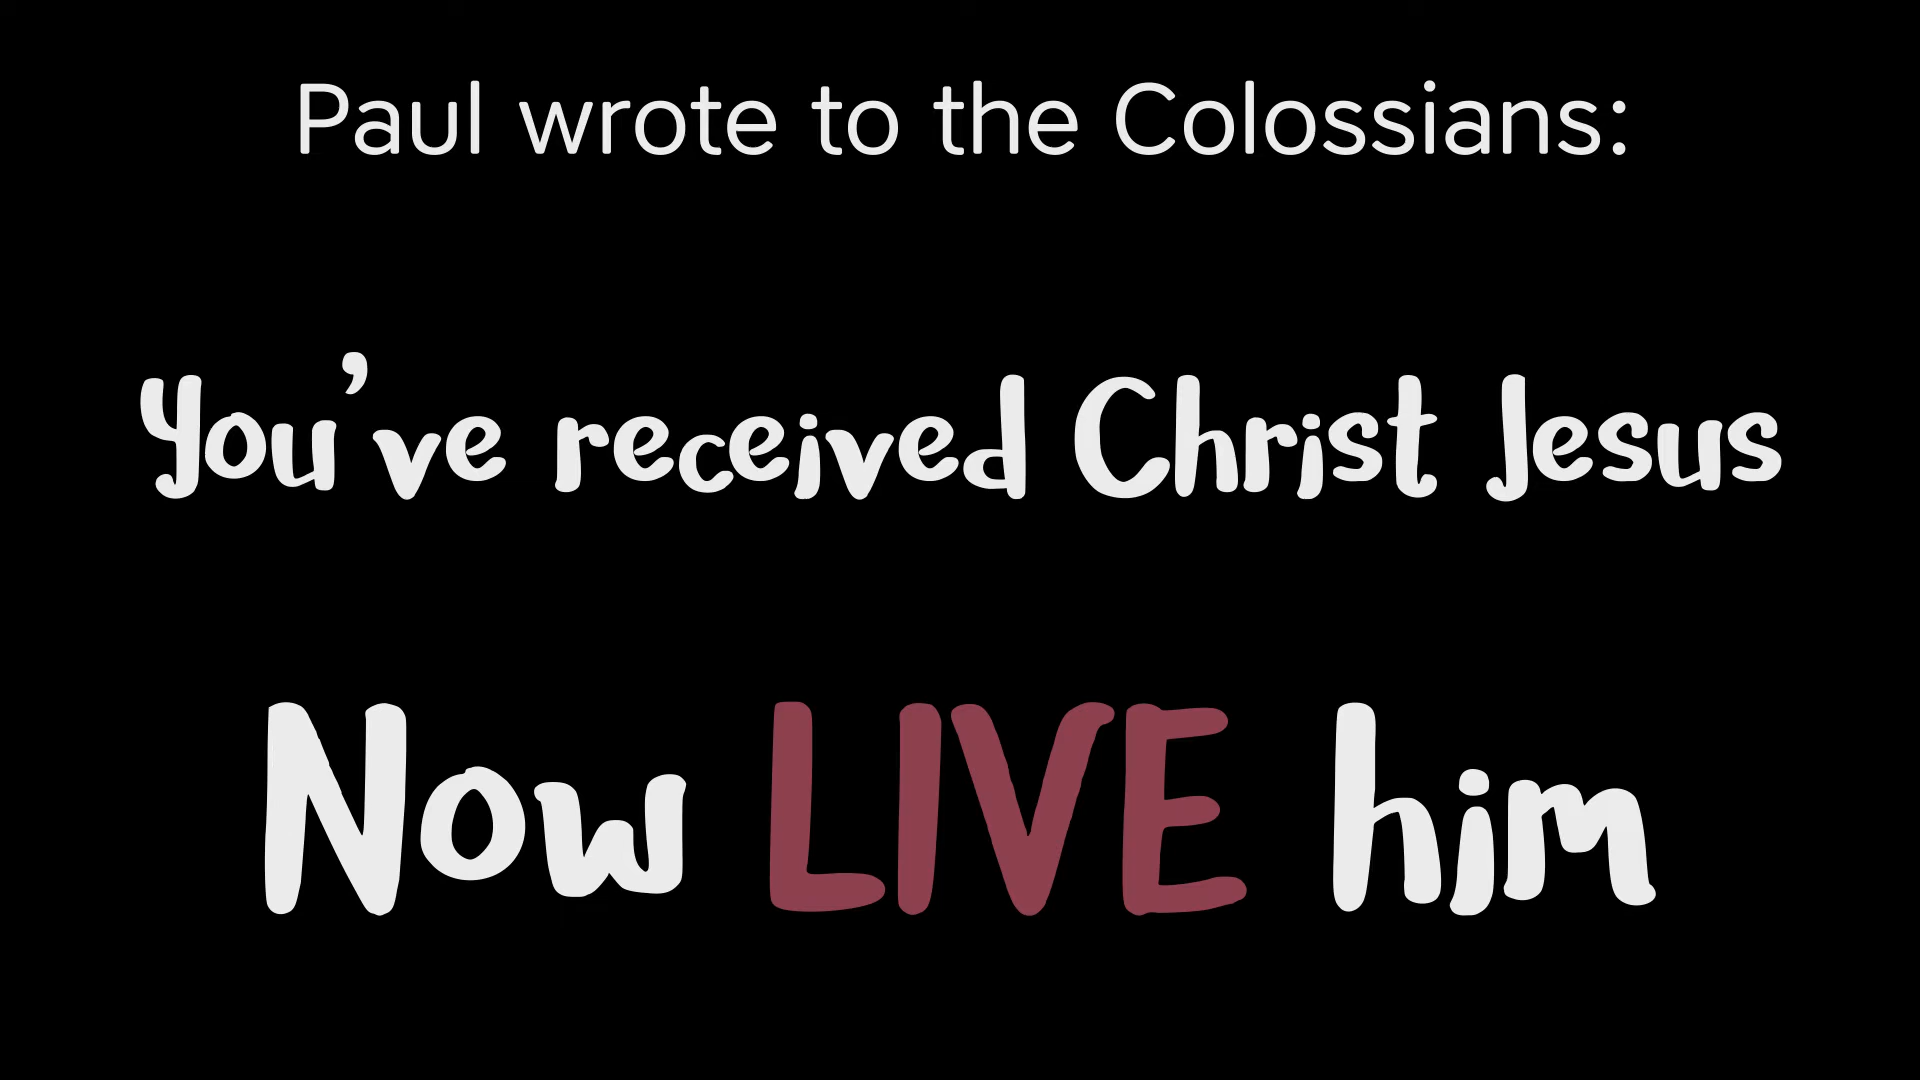 Paul wrote to the Colossians:
You've received Christ Jesus
Now LIVE him